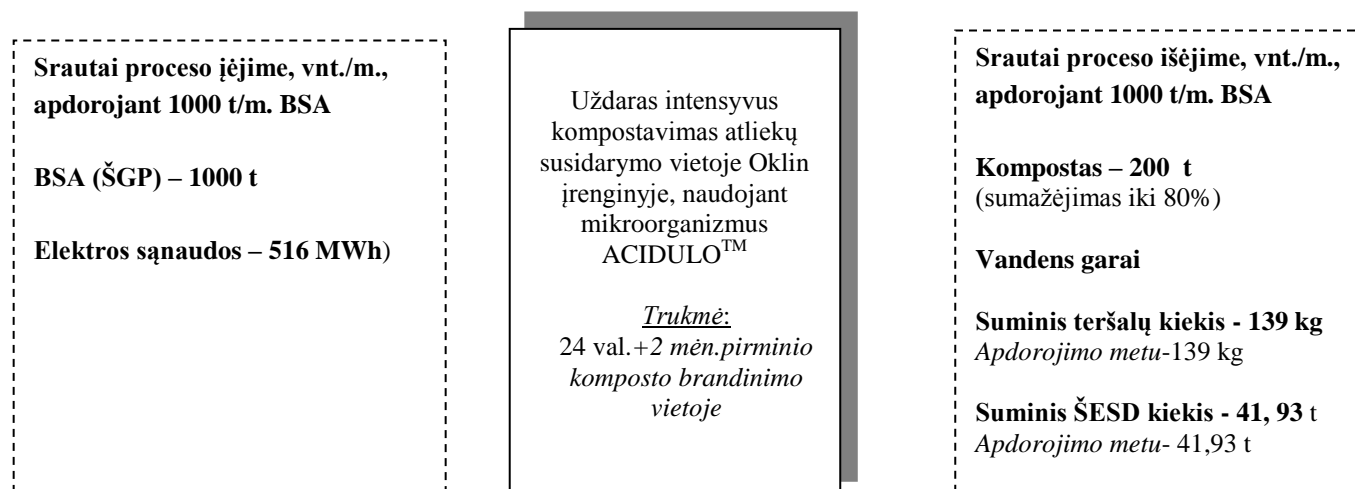 Srautai proceso įėjime, vnt./m.,
apdorojant 1000 t/m. BSA
BSA (ŠGP) – 1000 t
Elektros sąnaudos – 516 MWh)
Uždaras intensyvus
kompostavimas atliekų
susidarymo vietoje Oklin
įrenginyje, naudojant
mikroorganizmus
ACIDULO™
Trukmė:
24 val.+2 mėn.pirminio
komposto brandinimo
vietoje
Srautai proceso išėjime, vnt./m.,
apdorojant 1000 t/m. BSA
Kompostas – 200 t
(sumažėjimas iki 80%)
Vandens garai
Suminis teršalų kiekis - 139 kg
Apdorojimo metu-139 kg
Suminis ŠESD kiekis - 41, 93 t
Apdorojimo metu- 41,93 t